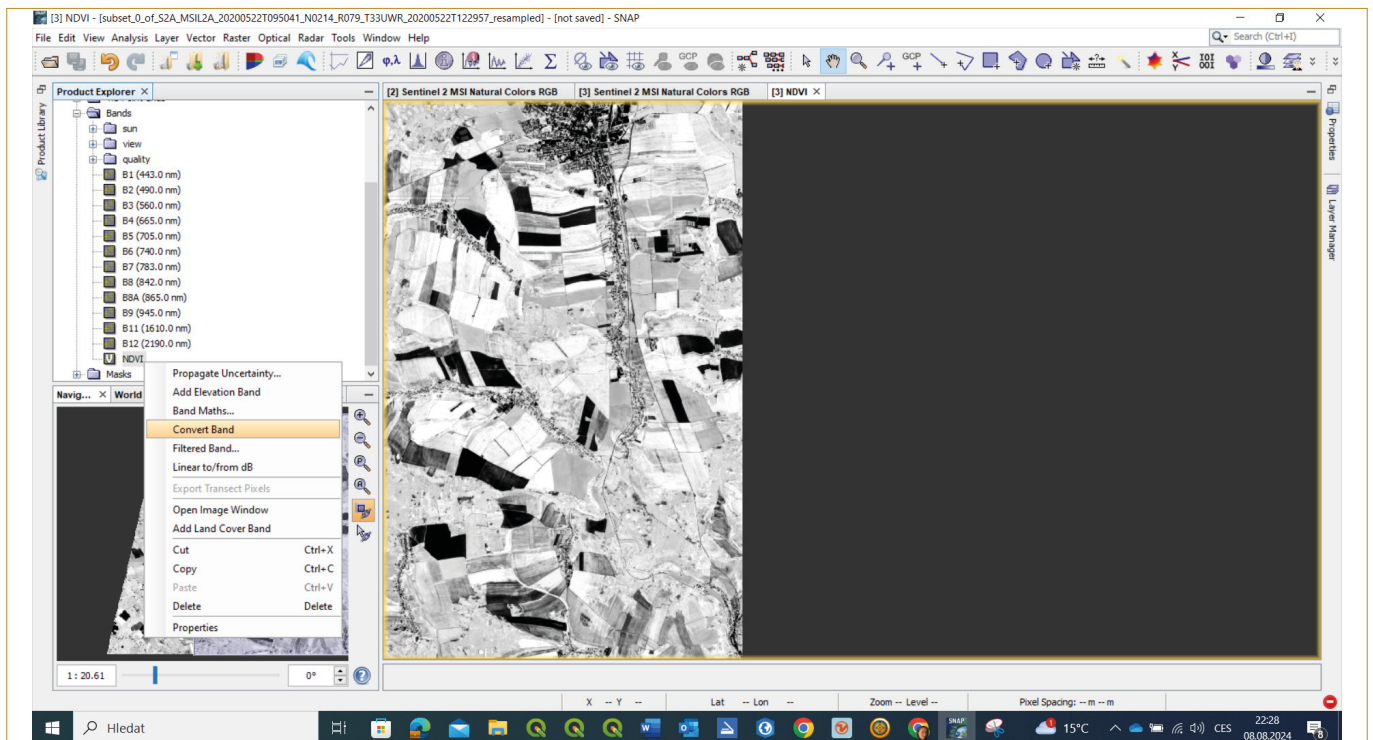 [3] NDVI - [subset_0_of_S2A_MSIL2A_20200522T095041_N0214_R079_T33UWR_20200522T122957_resampled] - [not saved] - SNAP
File Edit View Analysis Layer Vector Raster Optical Radar Tools Window Help
Search (Ctrl+I)
φ,λ Σ GCP GCP
Product Explorer
[2] Sentinel 2 MSI Natural Colors RGB [3] Sentinel 2 MSI Natural Colors RGB [3] NDVI
Product Library
Properties
Layer Manager
Bands
sun
view
quality
B1 (443.0 nm)
B2 (490.0 nm)
B3 (560.0 nm)
B4 (665.0 nm)
B5 (705.0 nm)
B6 (740.0 nm)
B7 (783.0 nm)
B8 (842.0 nm)
B8A (865.0 nm)
B9 (945.0 nm)
B11 (1610.0 nm)
B12 (2190.0 nm)
NDVI
Masks
Navig... World
Propagate Uncertainty...
Add Elevation Band
Band Maths...
Convert Band
Filtered Band...
Linear to/from dB
Export Transect Pixels
Open Image Window
Add Land Cover Band
Cut Ctrl+X
Copy Ctrl+C
Paste Ctrl+V
Delete Delete
Properties
1: 20.61 0°
X -- Y -- Lat -- Lon -- Zoom -- Level -- Pixel Spacing: -- m -- m
Hledat
SNAP
15°C
CES
22:28
08.08.2024
8